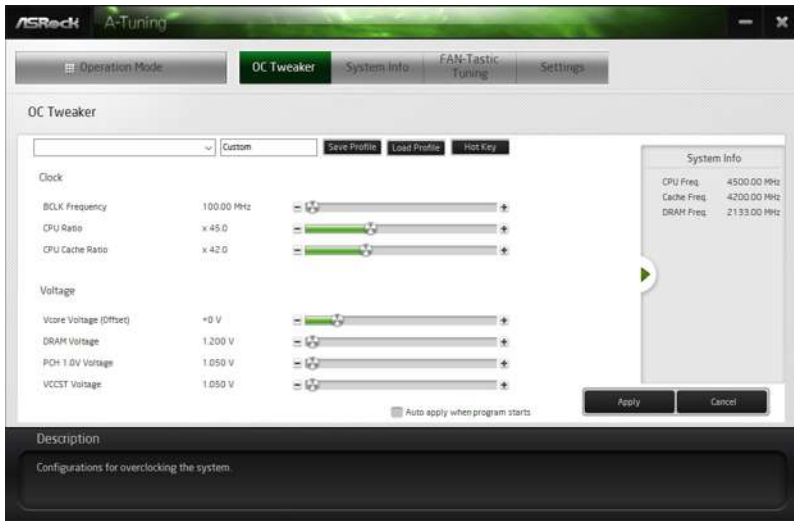 ASRock A-Tuning
Operation Mode OC Tweaker System Info FAN-Tastic Tuning Settings
OC Tweaker
Custom Save Profile Load Profile Hot Key
Clock
BCLK Frequency 100.00 MHz
CPU Ratio x 45.0
CPU Cache Ratio x 42.0
Voltage
Vcore Voltage (Offset) +0 V
DRAM Voltage 1.200 V
PCH 1.0V Voltage 1.050 V
VCCST Voltage 1.050 V
Auto apply when program starts
System Info
CPU Freq. 4500.00 MHz
Cache Freq. 4200.00 MHz
DRAM Freq. 2133.00 MHz
Apply Cancel
Description
Configurations for overclocking the system.